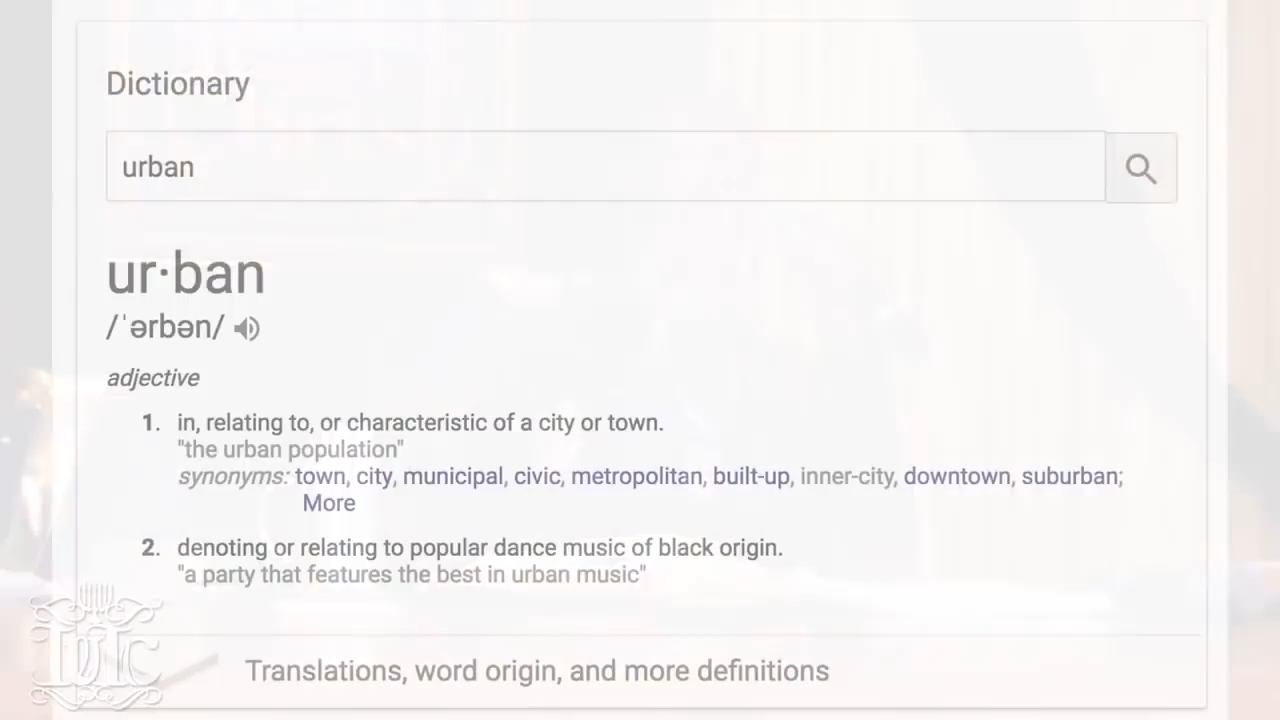 Dictionary
urban
ur·ban
/ˈərbən/
adjective
1. in, relating to, or characteristic of a city or town.
"the urban population"
synonyms: town, city, municipal, civic, metropolitan, built-up, inner-city, downtown, suburban;
More
2. denoting or relating to popular dance music of black origin.
"a party that features the best in urban music"
Translations, word origin, and more definitions